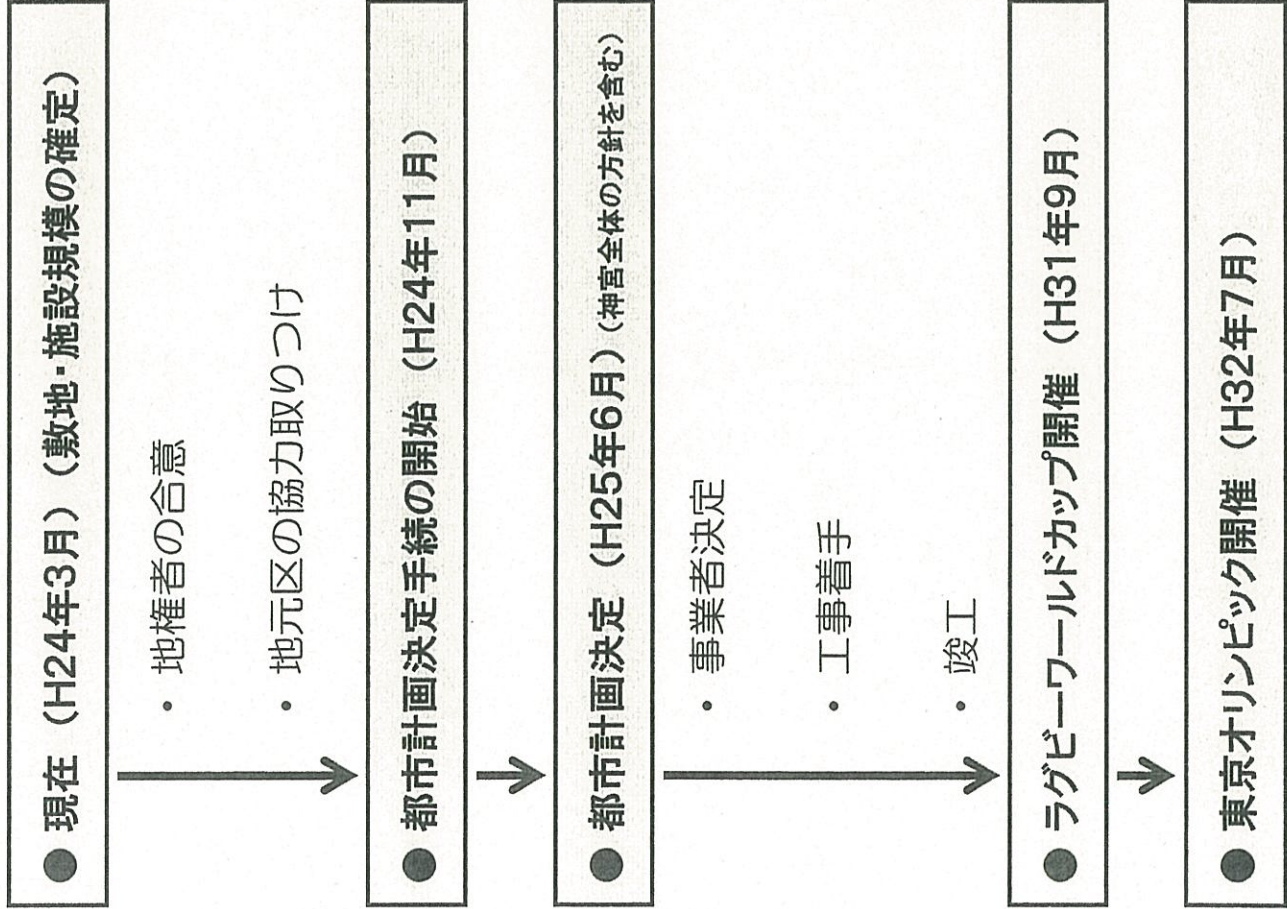 ● 現在 (H24年3月) (敷地・施設規模の確定)
・ 地権者の合意
・ 地元区の協力取りつけ
● 都市計画決定手続の開始 (H24年11月)
● 都市計画決定 (H25年6月) (神宮全体の方針を含む)
・ 事業者決定
・ 工事着手
・ 竣工
● ラグビーワールドカップ開催 (H31年9月)
● 東京オリンピック開催 (H32年7月)